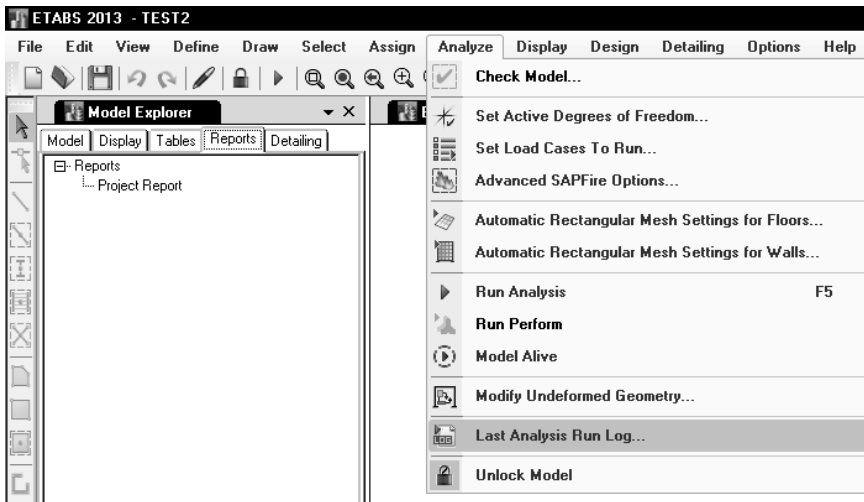 ETABS 2013 - TEST2
File Edit View Define Draw Select Assign Analyze Display Design Detailing Options Help
Model Explorer
Model Display Tables Reports Detailing
Reports
Project Report
Check Model...
Set Active Degrees of Freedom...
Set Load Cases To Run...
Advanced SAPFire Options...
Automatic Rectangular Mesh Settings for Floors...
Automatic Rectangular Mesh Settings for Walls...
Run Analysis F5
Run Perform
Model Alive
Modify Undeformed Geometry...
LOG Last Analysis Run Log...
Unlock Model